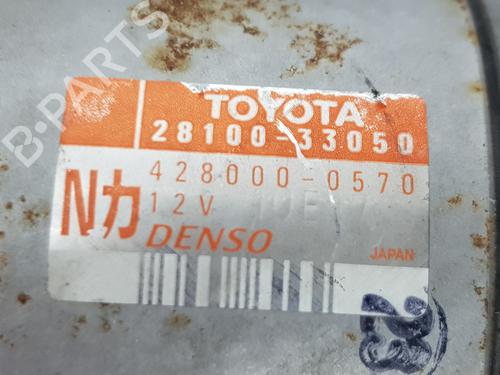 B-PARTS
TOYOTA
28100-33050
428000-0570
Nカ
12V
DENSO
JAPAN